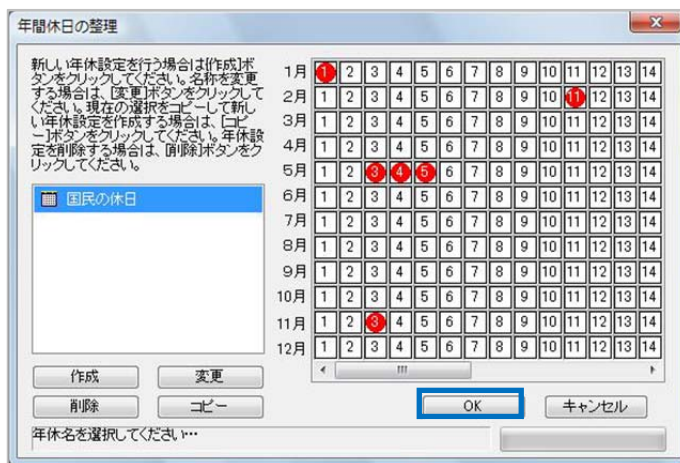 年間休日の整理
新しい年休設定を行う場合は[作成]ボ
タンをクリックしてください。名称を変更
する場合は、[変更]ボタンをクリックして
ください。現在の選択をコピーして新し
い年休設定を作成する場合は、[コピ
ー]ボタンをクリックしてください。年休設
定を削除する場合は、[削除]ボタンをク
リックしてください。
国民の休日
作成 変更
削除 コピー
1月 1 2 3 4 5 6 7 8 9 10 11 12 13 14
2月 1 2 3 4 5 6 7 8 9 10 11 12 13 14
3月 1 2 3 4 5 6 7 8 9 10 11 12 13 14
4月 1 2 3 4 5 6 7 8 9 10 11 12 13 14
5月 1 2 3 4 5 6 7 8 9 10 11 12 13 14
6月 1 2 3 4 5 6 7 8 9 10 11 12 13 14
7月 1 2 3 4 5 6 7 8 9 10 11 12 13 14
8月 1 2 3 4 5 6 7 8 9 10 11 12 13 14
9月 1 2 3 4 5 6 7 8 9 10 11 12 13 14
10月 1 2 3 4 5 6 7 8 9 10 11 12 13 14
11月 1 2 3 4 5 6 7 8 9 10 11 12 13 14
12月 1 2 3 4 5 6 7 8 9 10 11 12 13 14
OK キャンセル
年休名を選択してください…